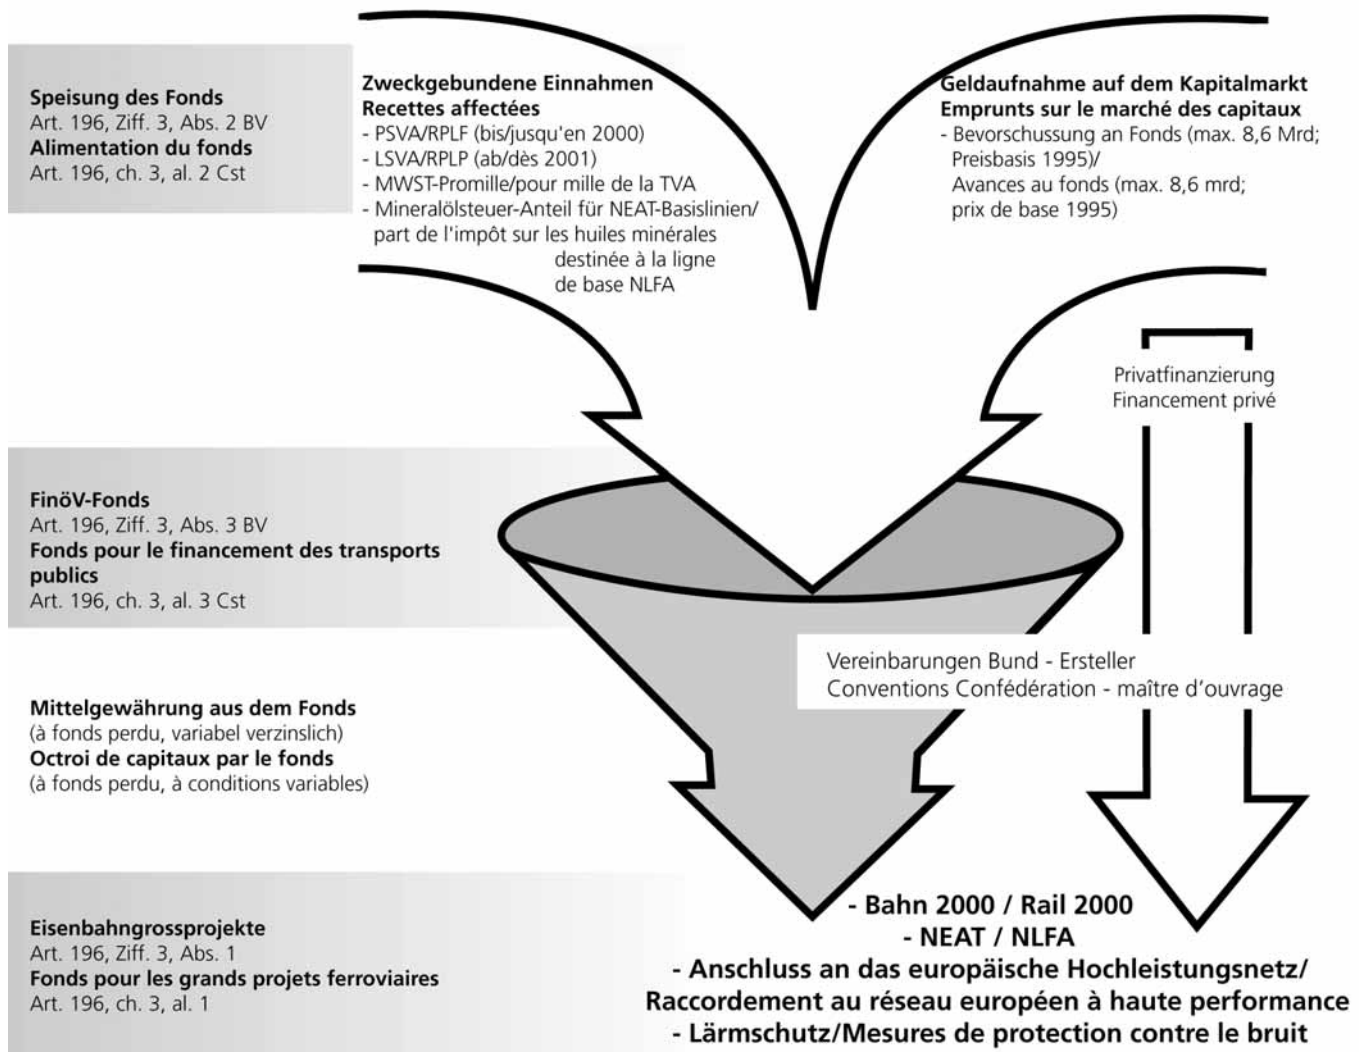 Speisung des Fonds
Art. 196, Ziff. 3, Abs. 2 BV
Alimentation du fonds
Art. 196, ch. 3, al. 2 Cst
Zweckgebundene Einnahmen
Recettes affectées
- PSVA/RPLF (bis/jusqu'en 2000)
- LSVA/RPLP (ab/dès 2001)
- MWST-Promille/pour mille de la TVA
- Mineralölsteuer-Anteil für NEAT-Basislinien/
part de l'impôt sur les huiles minérales
destinée à la ligne
de base NLFA
Geldaufnahme auf dem Kapitalmarkt
Emprunts sur le marché des capitaux
- Bevorschussung an Fonds (max. 8,6 Mrd;
Preisbasis 1995)/
Avances au fonds (max. 8,6 mrd;
prix de base 1995)
Privatfinanzierung
Financement privé
FinöV-Fonds
Art. 196, Ziff. 3, Abs. 3 BV
Fonds pour le financement des transports
publics
Art. 196, ch. 3, al. 3 Cst
Vereinbarungen Bund - Ersteller
Conventions Confédération - maître d'ouvrage
Mittelgewährung aus dem Fonds
(à fonds perdu, variabel verzinslich)
Octroi de capitaux par le fonds
(à fonds perdu, à conditions variables)
Eisenbahngrossprojekte
Art. 196, Ziff. 3, Abs. 1
Fonds pour les grands projets ferroviaires
Art. 196, ch. 3, al. 1
- Bahn 2000 / Rail 2000
- NEAT / NLFA
- Anschluss an das europäische Hochleistungsnetz/
Raccordement au réseau européen à haute performance
- Lärmschutz/Mesures de protection contre le bruit